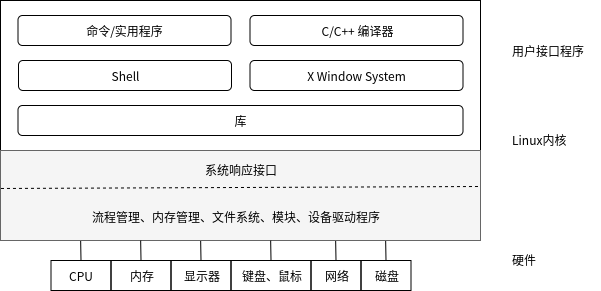 命令/实用程序
C/C++ 编译器
用户接口程序
Shell
X Window System
库
Linux内核
系统响应接口
流程管理、内存管理、文件系统、模块、设备驱动程序
硬件
CPU
内存
显示器
键盘、鼠标
网络
磁盘